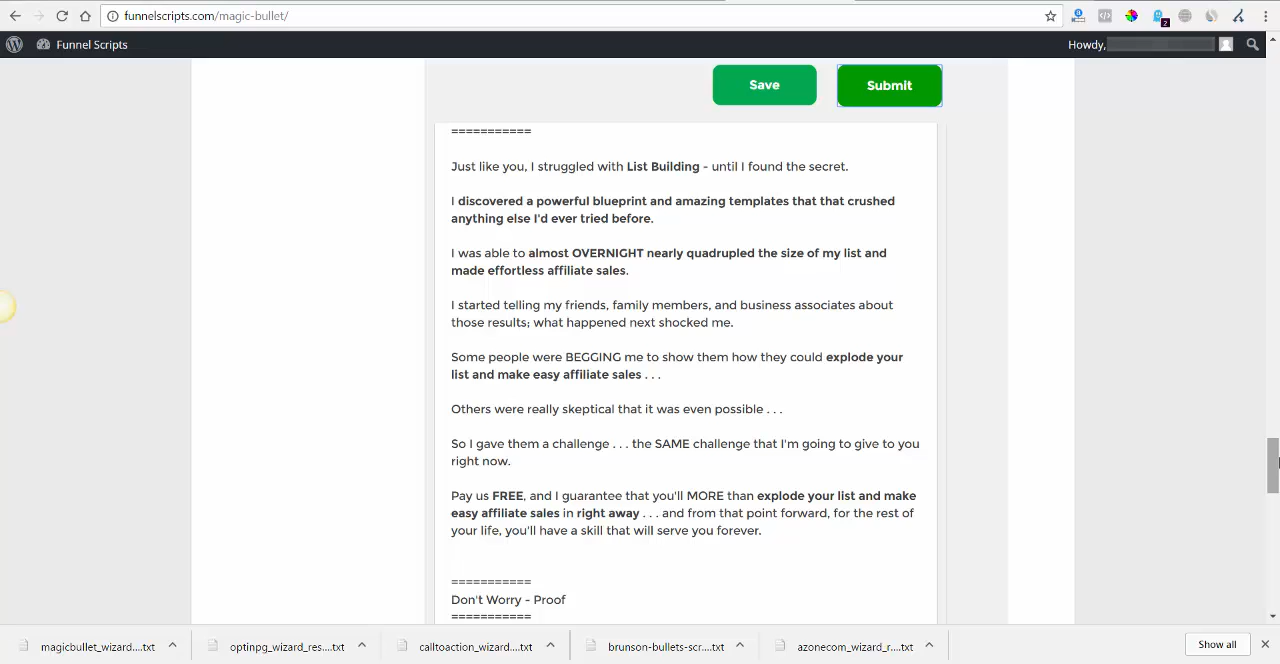 funnelscripts.com/magic-bullet/
2
Funnel Scripts
Howdy,
Save
Submit
===========
Just like you, I struggled with List Building - until I found the secret.
I discovered a powerful blueprint and amazing templates that that crushed
anything else I'd ever tried before.
I was able to almost OVERNIGHT nearly quadrupled the size of my list and
made effortless affiliate sales.
I started telling my friends, family members, and business associates about
those results; what happened next shocked me.
Some people were BEGGING me to show them how they could explode your
list and make easy affiliate sales . . .
Others were really skeptical that it was even possible . . .
So I gave them a challenge . . . the SAME challenge that I'm going to give to you
right now.
Pay us FREE, and I guarantee that you'll MORE than explode your list and make
easy affiliate sales in right away . . . and from that point forward, for the rest of
your life, you'll have a skill that will serve you forever.
===========
Don't Worry - Proof
===========
magicbullet_wizard....txt
optinpg_wizard_res....txt
calltoaction_wizard....txt
brunson-bullets-scr....txt
azonecom_wizard_r....txt
Show all